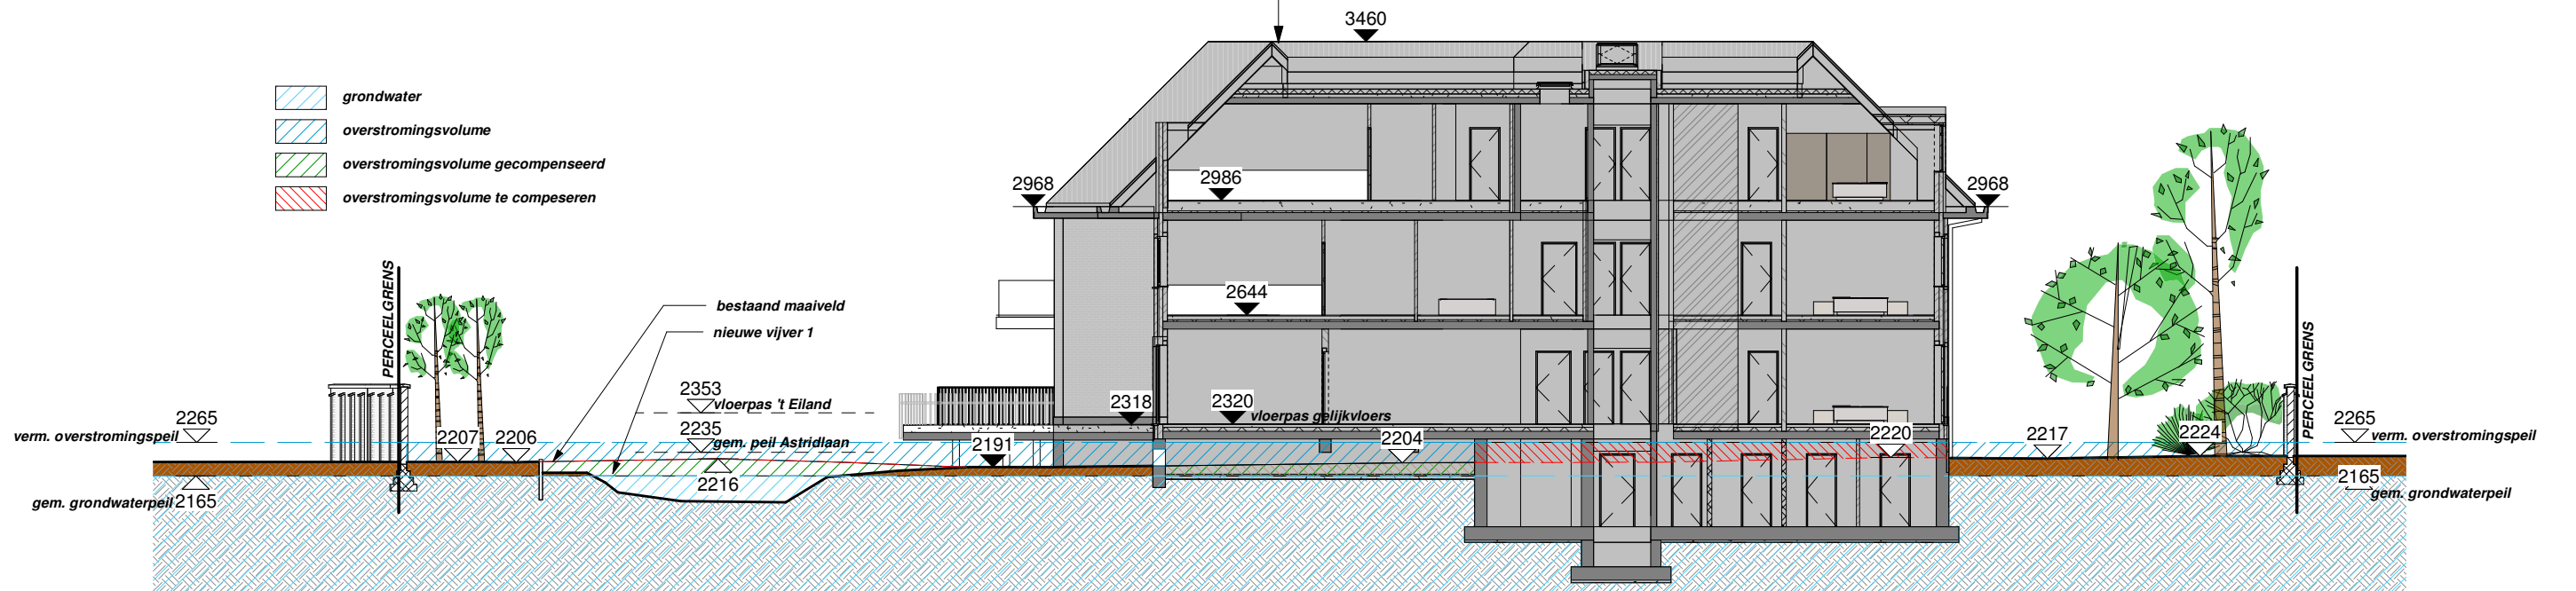 3460
grondwater
overstromingsvolume
overstromingsvolume gecompenseerd
overstromingsvolume te compeseren
2968
2986
2968
PERCEELGRENS
bestaand maaiveld
nieuwe vijver 1
2644
2353
vloerpas 't Eiland
2318
2320
vloerpas gelijkvloers
PERCEELGRENS
2265
verm. overstromingspeil
2207
2206
2235
gem. peil Astridlaan
2191
2204
2220
2217
2224
2265
verm. overstromingspeil
gem. grondwaterpeil
2165
2216
2165
gem. grondwaterpeil